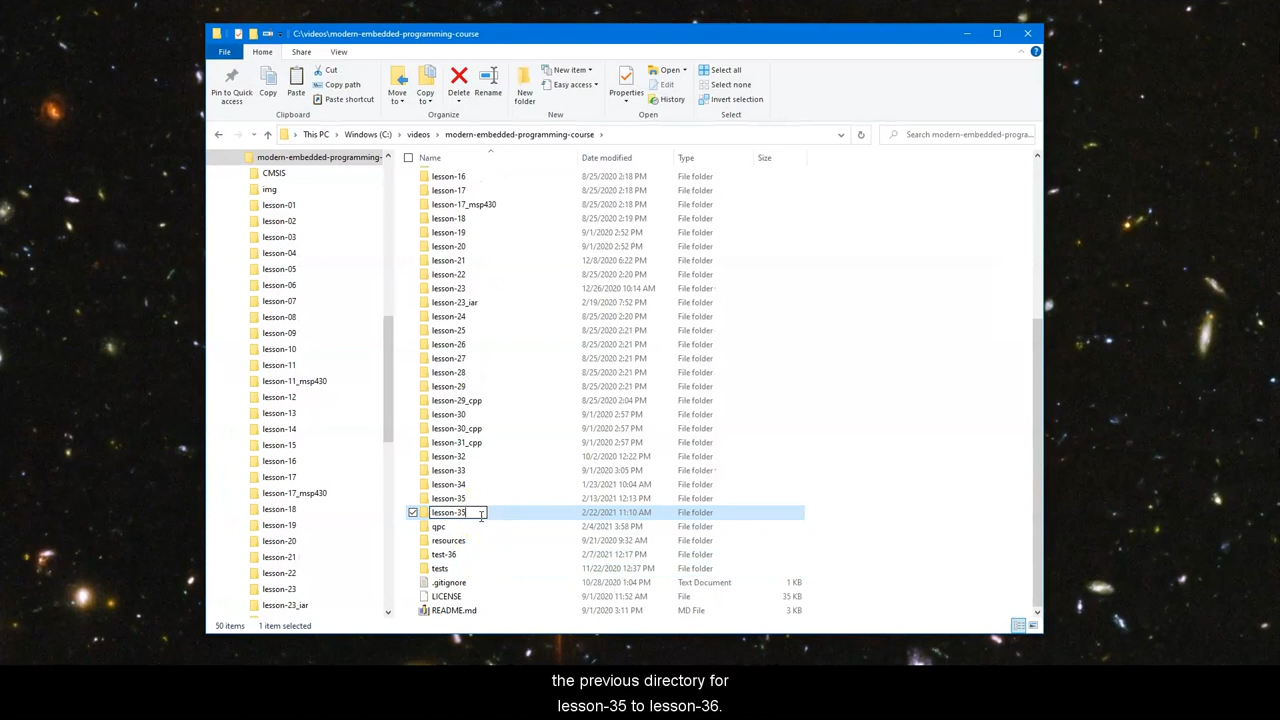 C:\videos\modern-embedded-programming-course
File Home Share View
Pin to Quick access
Copy
Paste
Cut
Copy path
Paste shortcut
Clipboard
Move to
Copy to
Delete
Rename
Organize
New folder
New item
Easy access
New
Properties
Open
Edit
History
Open
Select all
Select none
Invert selection
Select
This PC > Windows (C:) > videos > modern-embedded-programming-course >
Search modern-embedded-progra...
modern-embedded-programming-
CMSIS
img
lesson-01
lesson-02
lesson-03
lesson-04
lesson-05
lesson-06
lesson-07
lesson-08
lesson-09
lesson-10
lesson-11
lesson-11_msp430
lesson-12
lesson-13
lesson-14
lesson-15
lesson-16
lesson-17
lesson-17_msp430
lesson-18
lesson-19
lesson-20
lesson-21
lesson-22
lesson-23
lesson-23_iar
Name Date modified Type Size
lesson-16 8/25/2020 2:18 PM File folder
lesson-17 8/25/2020 2:18 PM File folder
lesson-17_msp430 8/25/2020 2:18 PM File folder
lesson-18 8/25/2020 2:19 PM File folder
lesson-19 9/1/2020 2:52 PM File folder
lesson-20 9/1/2020 2:52 PM File folder
lesson-21 12/8/2020 6:22 PM File folder
lesson-22 8/25/2020 2:20 PM File folder
lesson-23 12/26/2020 10:14 AM File folder
lesson-23_iar 2/19/2020 7:52 PM File folder
lesson-24 8/25/2020 2:20 PM File folder
lesson-25 8/25/2020 2:21 PM File folder
lesson-26 8/25/2020 2:21 PM File folder
lesson-27 8/25/2020 2:21 PM File folder
lesson-28 8/25/2020 2:21 PM File folder
lesson-29 8/25/2020 2:21 PM File folder
lesson-29_cpp 8/25/2020 2:04 PM File folder
lesson-30 9/1/2020 2:57 PM File folder
lesson-30_cpp 9/1/2020 2:57 PM File folder
lesson-31_cpp 9/1/2020 2:57 PM File folder
lesson-32 10/2/2020 12:22 PM File folder
lesson-33 9/1/2020 3:05 PM File folder
lesson-34 1/23/2021 10:04 AM File folder
lesson-35 2/13/2021 12:13 PM File folder
lesson-35 2/22/2021 11:10 AM File folder
qpc 2/4/2021 3:58 PM File folder
resources 9/21/2020 9:32 AM File folder
test-36 2/7/2021 12:17 PM File folder
tests 11/22/2020 12:37 PM File folder
.gitignore 10/28/2020 1:04 PM Text Document 1 KB
LICENSE 9/1/2020 11:52 AM File 35 KB
README.md 9/1/2020 3:11 PM MD File 3 KB
50 items 1 item selected
the previous directory for
lesson-35 to lesson-36.